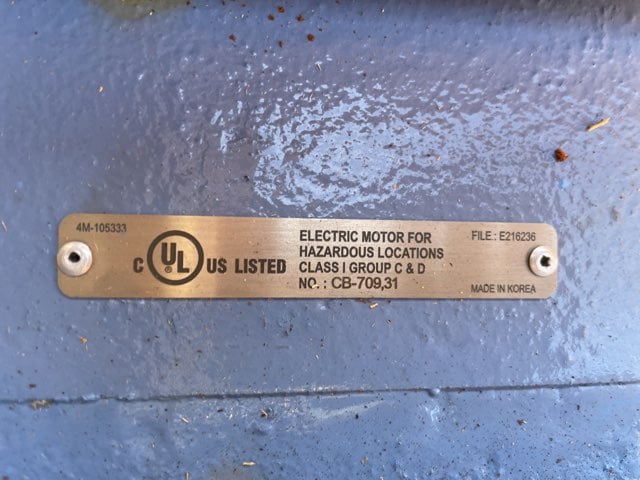 4M-105333
C UL US LISTED
ELECTRIC MOTOR FOR
HAZARDOUS LOCATIONS
CLASS I GROUP C & D
NO. : CB-709,31
FILE : E216236
MADE IN KOREA